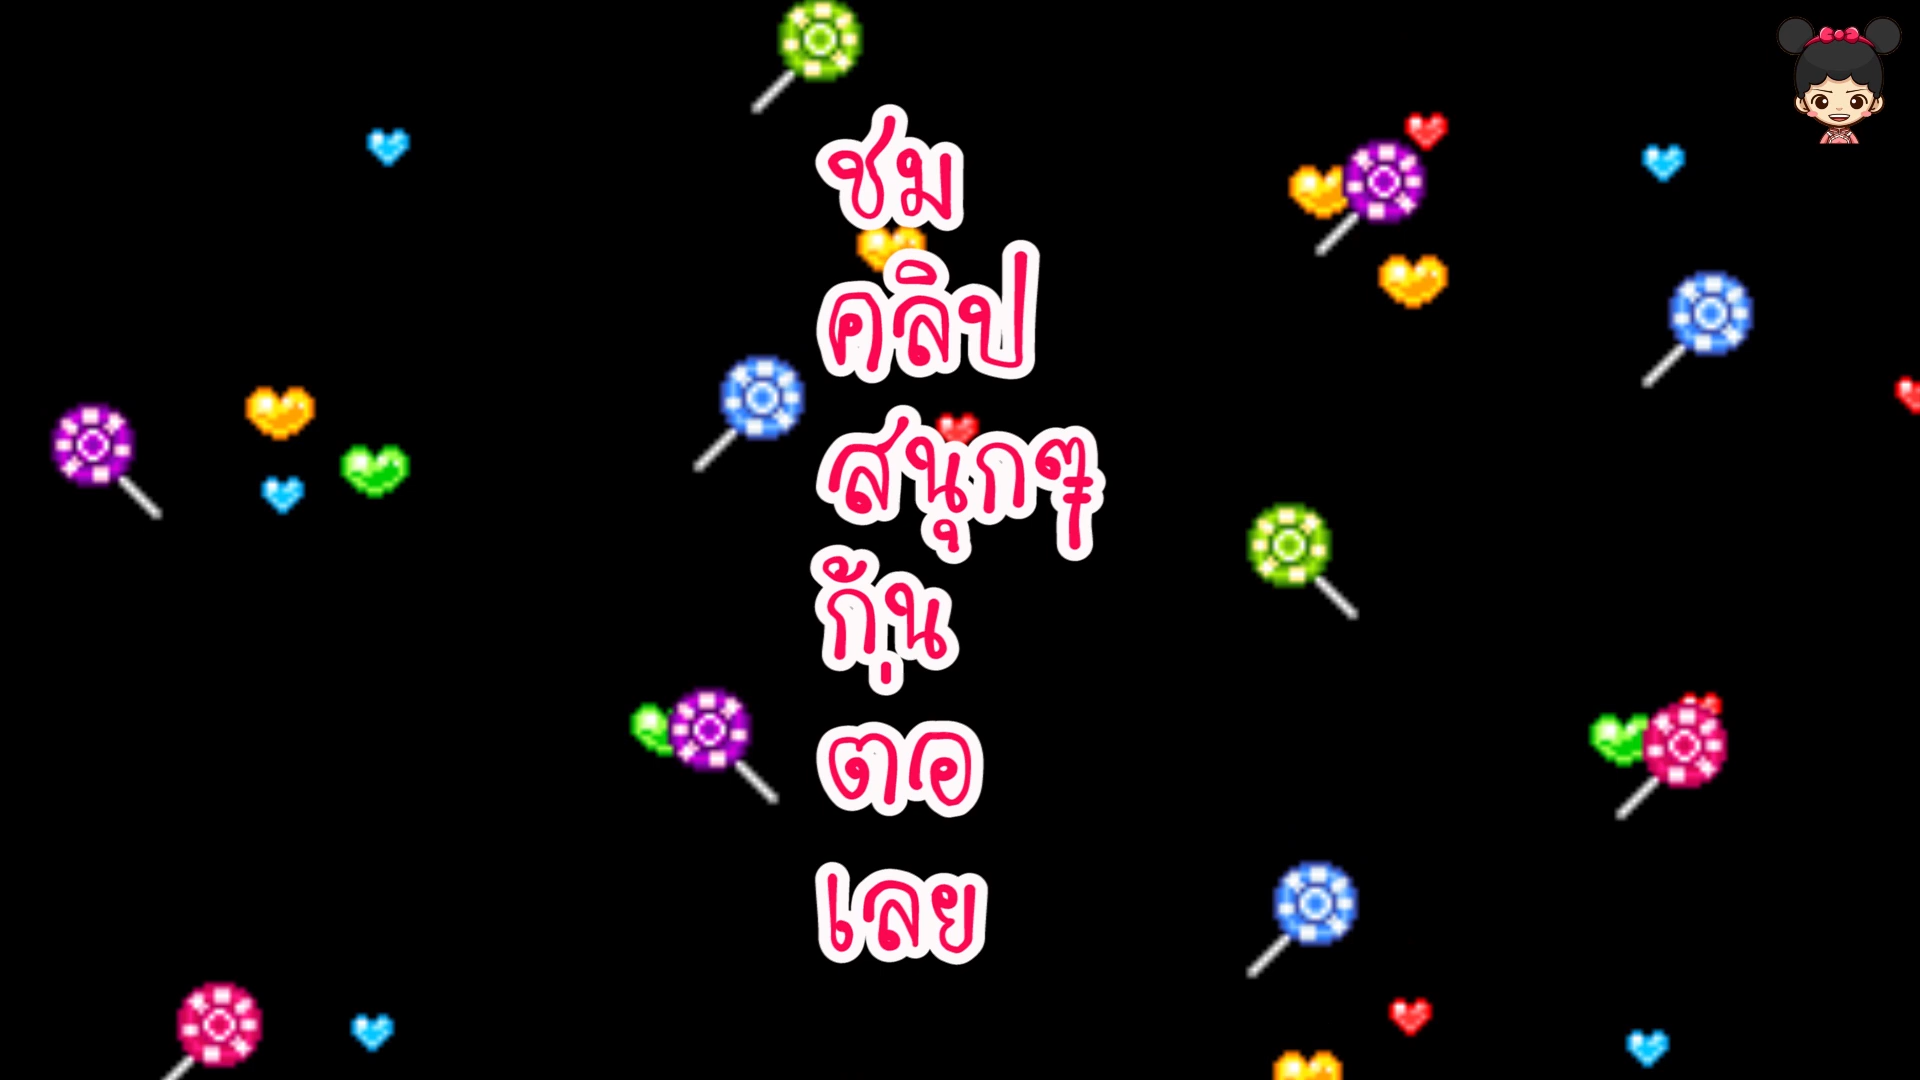 ชม
คลิป
สนุกๆ
กัน
ตอ
เลย